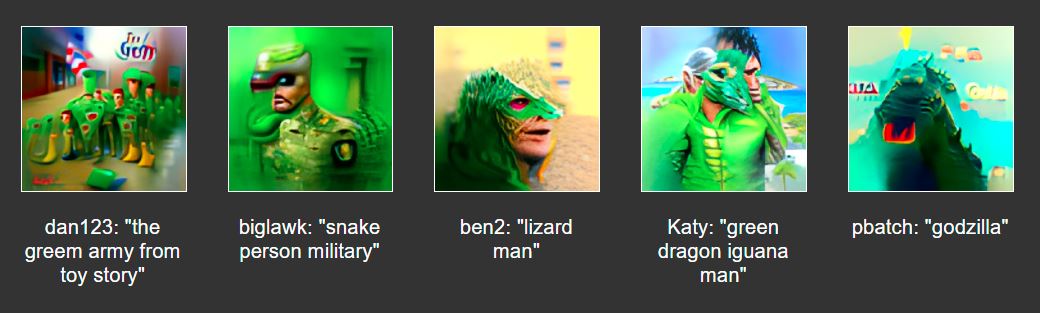 dan123: "the
greem army from
toy story"
biglawk: "snake
person military"
ben2: "lizard
man"
Katy: "green
dragon iguana
man"
pbatch: "godzilla"